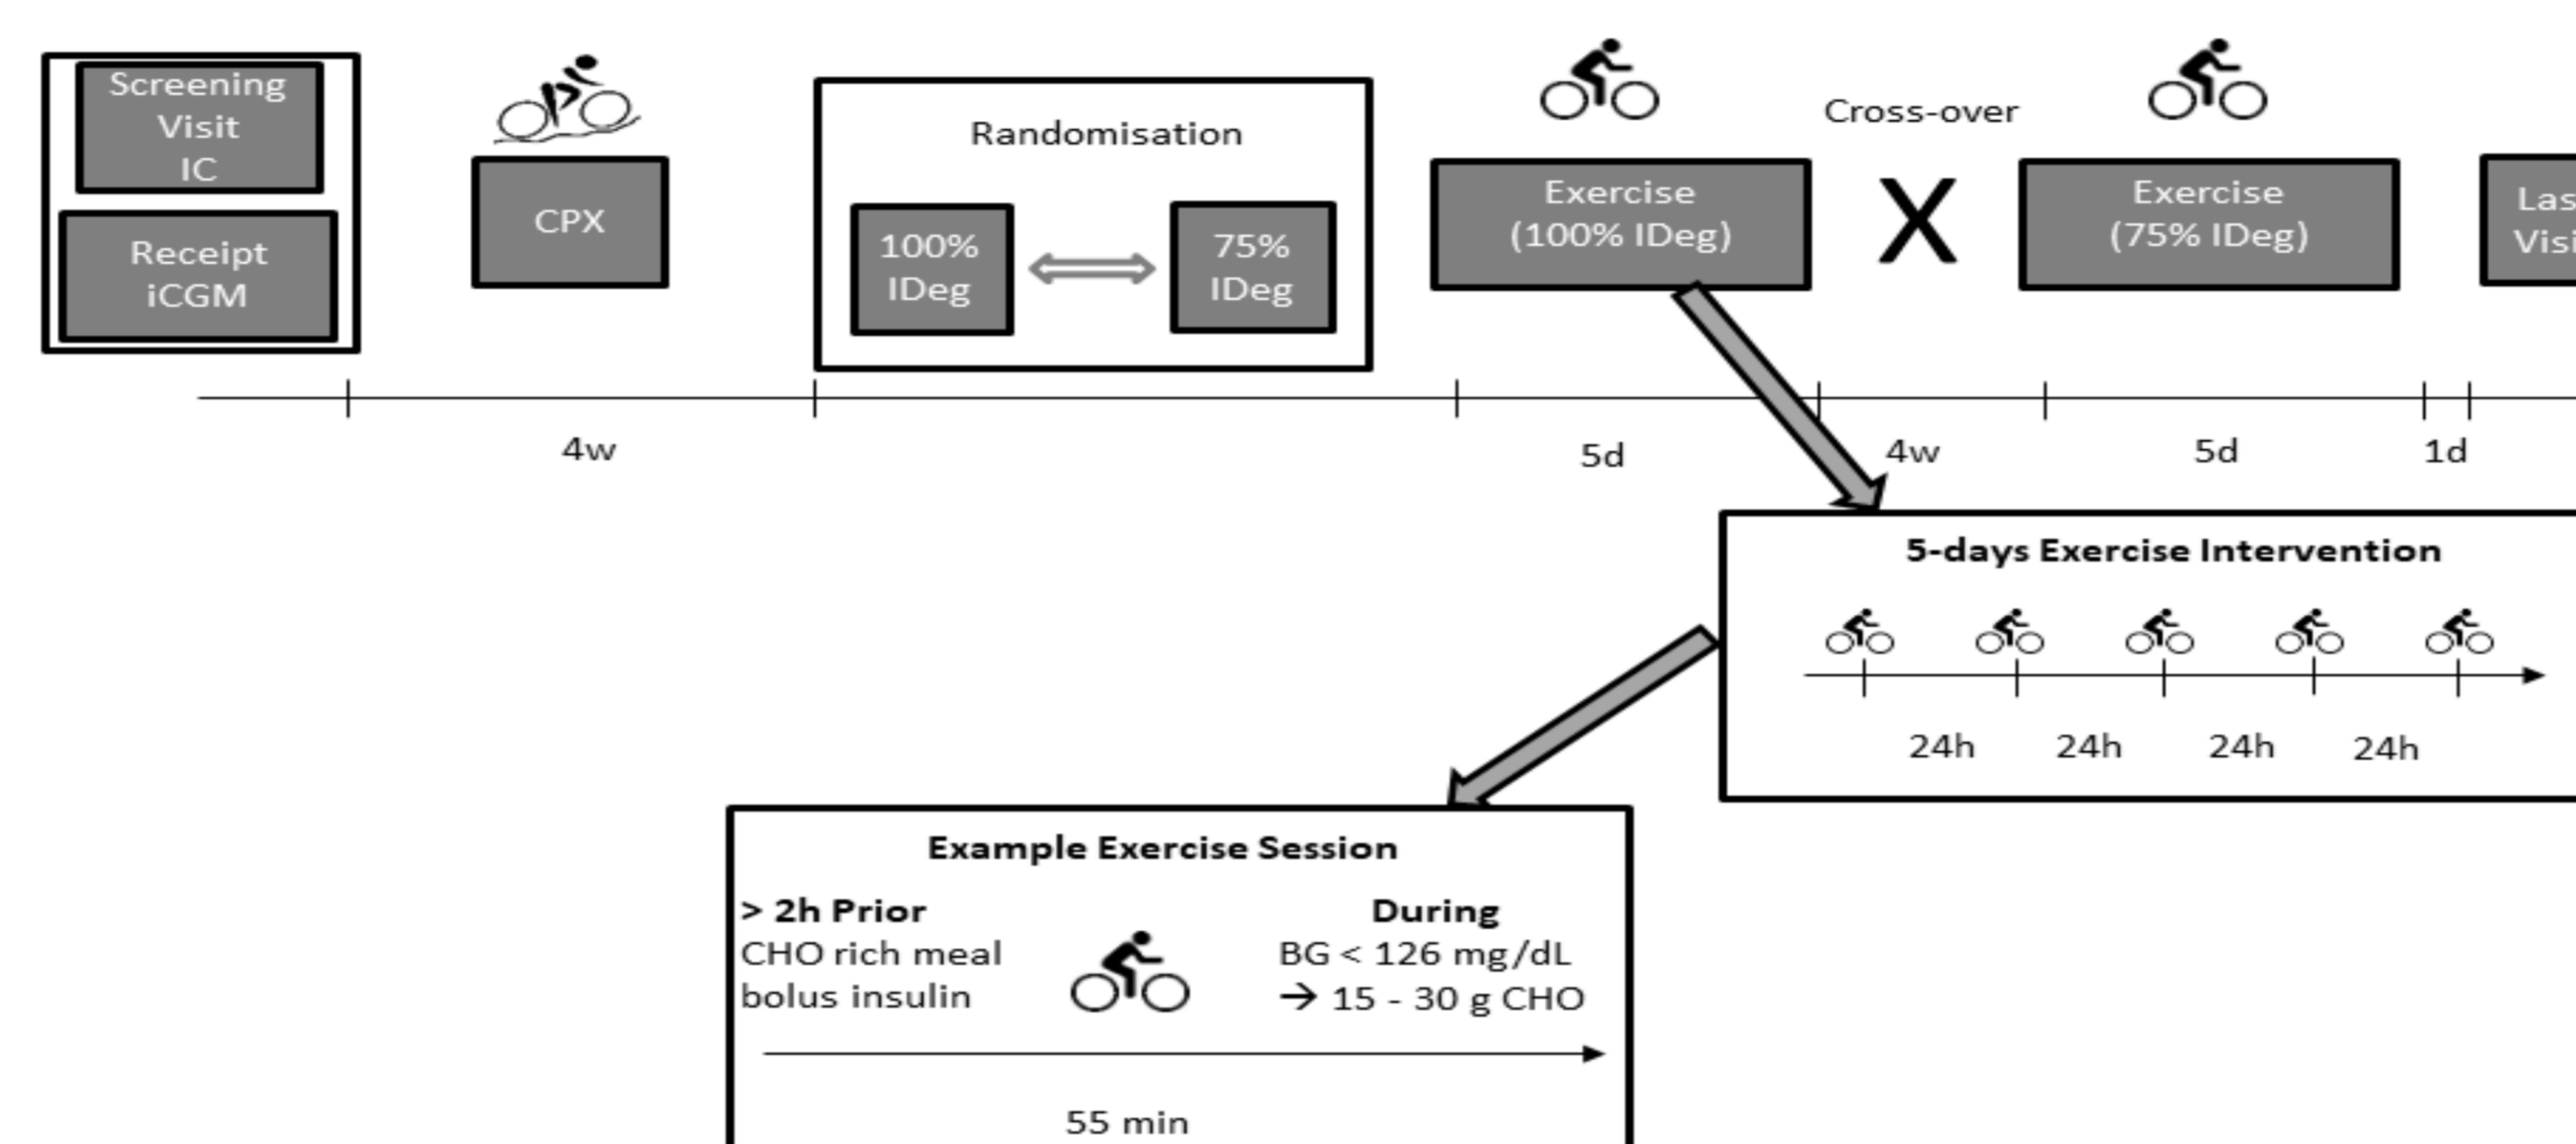 Screening
Visit
IC
Receipt
iCGM
CPX
Randomisation
100%
IDeg
75%
IDeg
Exercise
(100% IDeg)
Cross-over
X
Exercise
(75% IDeg)
Las
Visi
4w
5d
4w
5d
1d
5-days Exercise Intervention
24h
24h
24h
24h
Example Exercise Session
> 2h Prior
CHO rich meal
bolus insulin
During
BG < 126 mg/dL
→ 15 - 30 g CHO
55 min